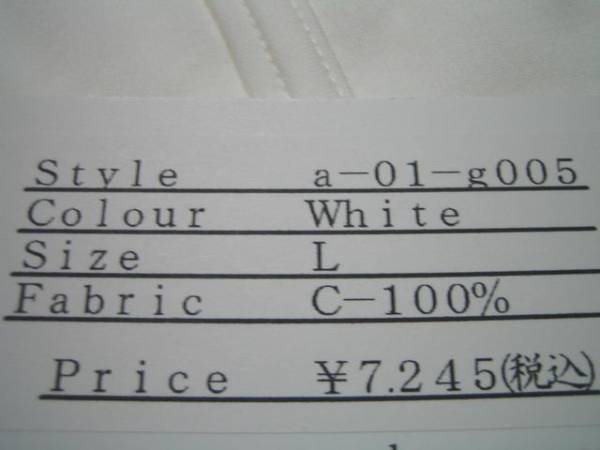 Style a-01-g005
Colour White
Size L
Fabric C-100%
Price ¥7.245(税込)